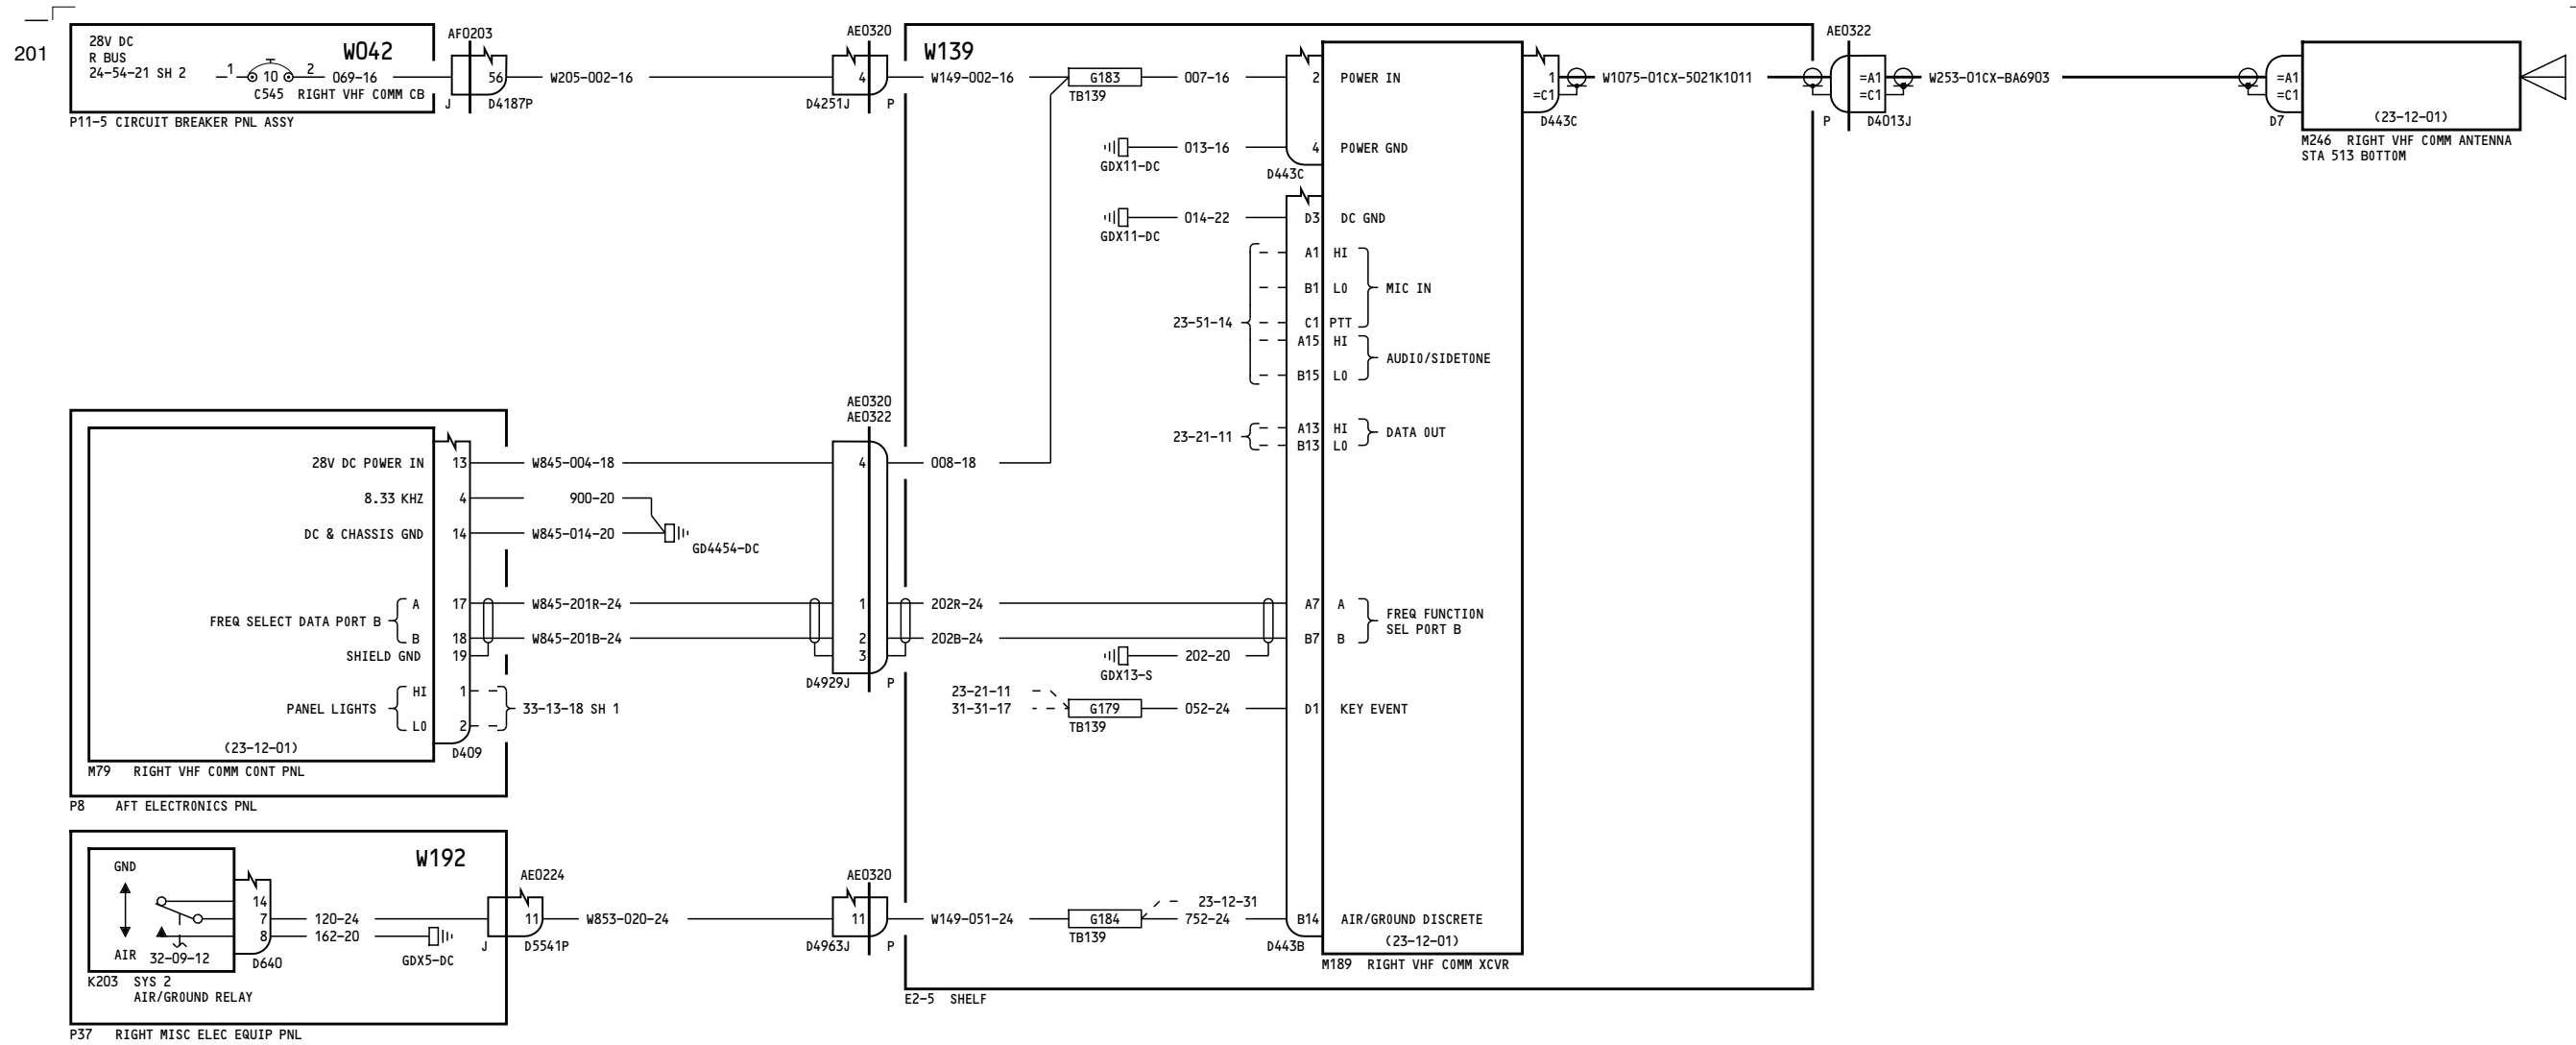 201
28V DC
R BUS
24-54-21 SH 2
W042
1
10
2
069-16
C545 RIGHT VHF COMM CB
P11-5 CIRCUIT BREAKER PNL ASSY
AF0203
56
J
D4187P
W205-002-16
AE0320
4
D4251J
P
W139
W149-002-16
G183
TB139
007-16
2
POWER IN
GDX11-DC
013-16
4
POWER GND
D443C
GDX11-DC
014-22
D3
DC GND
23-51-14
A1
HI
B1
LO
MIC IN
C1
PTT
A15
HI
AUDIO/SIDETONE
B15
LO
23-21-11
A13
HI
DATA OUT
B13
LO
1
=C1
D443C
W1075-01CX-5021K1011
AE0322
=A1
=C1
P
D4013J
W253-01CX-BA6903
=A1
=C1
D7
(23-12-01)
M246 RIGHT VHF COMM ANTENNA
STA 513 BOTTOM
28V DC POWER IN
13
W845-004-18
AE0320
AE0322
4
008-18
8.33 KHZ
4
900-20
DC & CHASSIS GND
14
W845-014-20
GD4454-DC
FREQ SELECT DATA PORT B
A
17
W845-201R-24
1
202R-24
A7
A
B
18
W845-201B-24
2
202B-24
B7
B
FREQ FUNCTION
SEL PORT B
SHIELD GND
19
3
GDX13-S
202-20
D4929J
P
PANEL LIGHTS
HI
1
LO
2
33-13-18 SH 1
(23-12-01)
D409
M79 RIGHT VHF COMM CONT PNL
P8 AFT ELECTRONICS PNL
23-21-11
31-31-17
G179
TB139
052-24
D1
KEY EVENT
W192
GND
AIR
32-09-12
14
7
8
D640
120-24
162-20
GDX5-DC
K203 SYS 2
AIR/GROUND RELAY
P37 RIGHT MISC ELEC EQUIP PNL
AE0224
11
J
D5541P
W853-020-24
AE0320
11
D4963J
P
W149-051-24
G184
TB139
23-12-31
752-24
B14
AIR/GROUND DISCRETE
(23-12-01)
D443B
M189 RIGHT VHF COMM XCVR
E2-5 SHELF